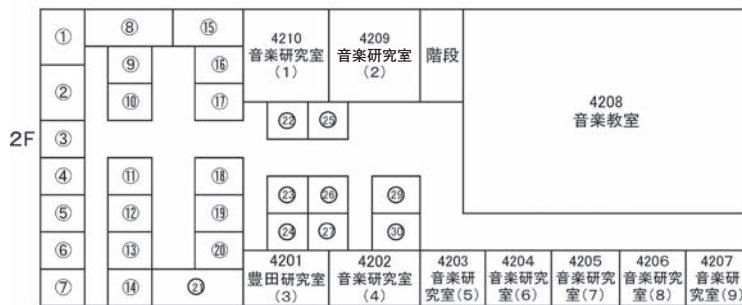 2F
①
②
③
④
⑤
⑥
⑦
⑧
⑨
⑩
⑪
⑫
⑬
⑭
⑮
⑯
⑰
⑱
⑲
⑳
㉑
㉒
㉓
㉔
㉕
㉖
㉗
㉙
㉚
4210
音楽研究室
(1)
4209
音楽研究室
(2)
階段
4208
音楽教室
4201
豊田研究室
(3)
4202
音楽研究室
(4)
4203
音楽研
究室(5)
4204
音楽研
究室(6)
4205
音楽研
究室(7)
4206
音楽研
究室(8)
4207
音楽研
究室(9)